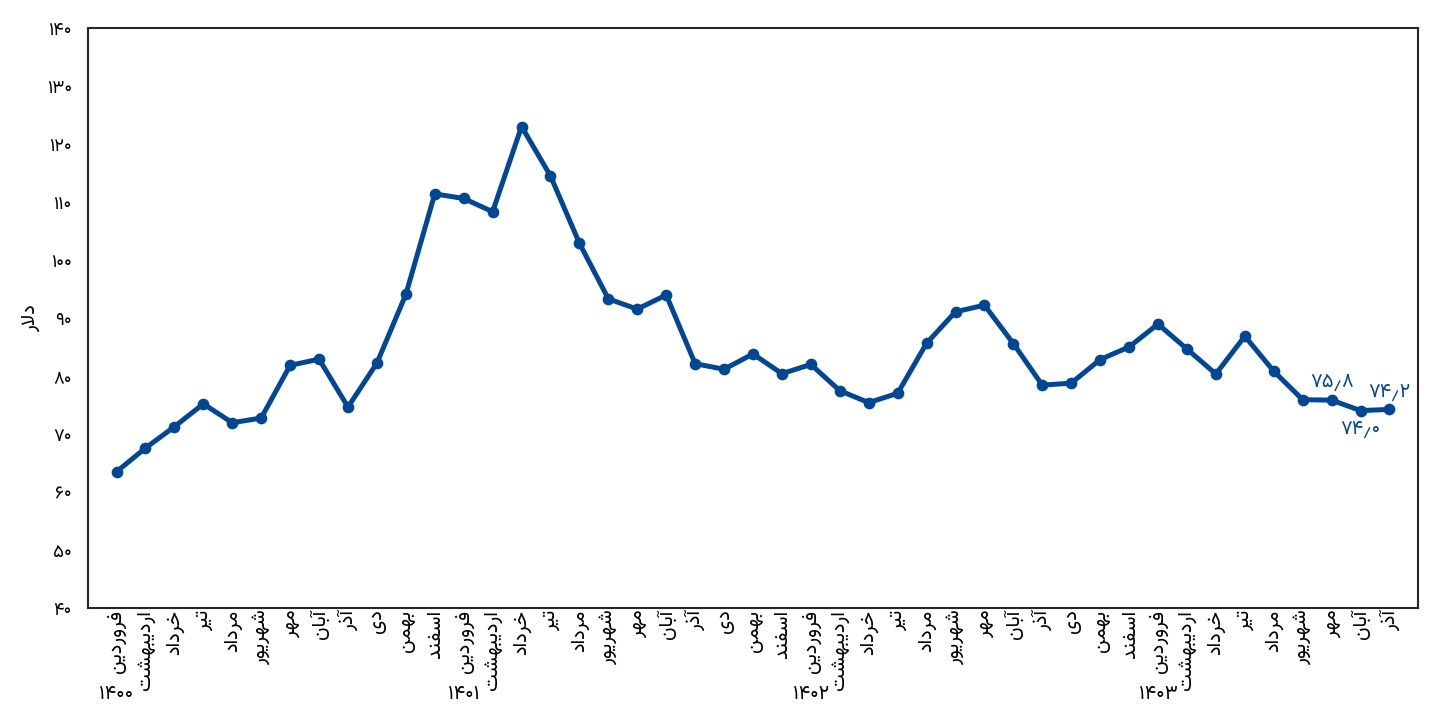 دلار
۱۴۰
۱۳۰
۱۲۰
۱۱۰
۱۰۰
۹۰
۸۰
۷۰
۶۰
۵۰
۴۰
۷۵٫۸
۷۴٫۰
۷۴٫۲
فروردین
اردیبهشت
خرداد
تیر
مرداد
شهریور
مهر
آبان
آذر
دی
بهمن
اسفند
فروردین
اردیبهشت
خرداد
تیر
مرداد
شهریور
مهر
آبان
آذر
دی
بهمن
اسفند
فروردین
اردیبهشت
خرداد
تیر
مرداد
شهریور
مهر
آبان
آذر
دی
بهمن
اسفند
فروردین
اردیبهشت
خرداد
تیر
مرداد
شهریور
مهر
آبان
آذر
۱۴۰۰
۱۴۰۱
۱۴۰۲
۱۴۰۳